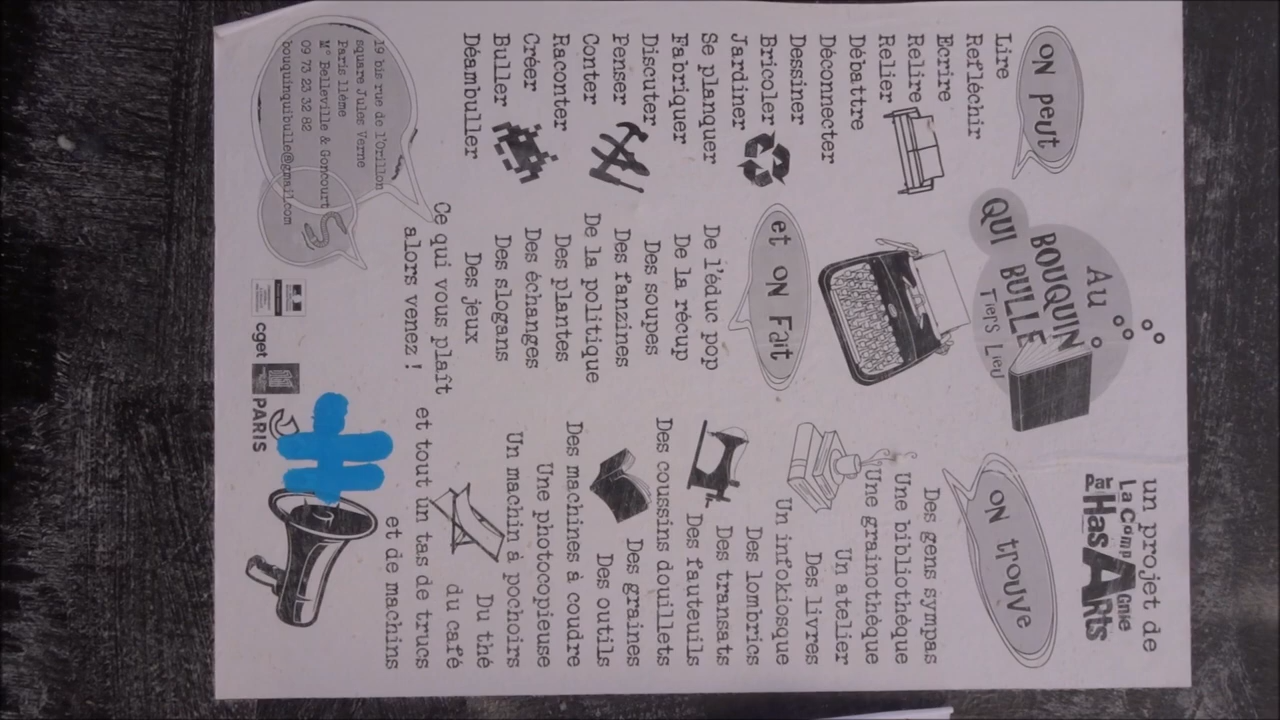 Au
BOUQUIN
QUI BULLE
Tiers Lieu
un projet de
La Compagnie
Par HasArts
on peut
Lire
Refléchir
Ecrire
Relire
Relier
Débattre
Déconnecter
Dessiner
Bricoler
Jardiner
Se planquer
Fabriquer
Discuter
Penser
Conter
Raconter
Créer
Buller
Déambuller
et on Fait
De l'éduc pop
De la récup
Des soupes
Des fanzines
De la politique
Des plantes
Des échanges
Des slogans
Des jeux
Ce qui vous plaît
alors venez !
on trouve
Des gens sympas
Une bibliothèque
Une grainothèque
Un atelier
Des livres
Un infokiosque
Des lombrics
Des transats
Des fauteuils
Des coussins douillets
Des graines
Des outils
Des machines à coudre
Une photocopieuse
Un machin à pochoirs
Du thé
du café
et tout un tas de trucs
et de machins
19 bis rue de l'Orillon
square Jules Verne
Paris 11ème
M° Belleville & Goncourt
09 73 23 32 82
bouquinquibulle@gmail.com
cget
PARIS